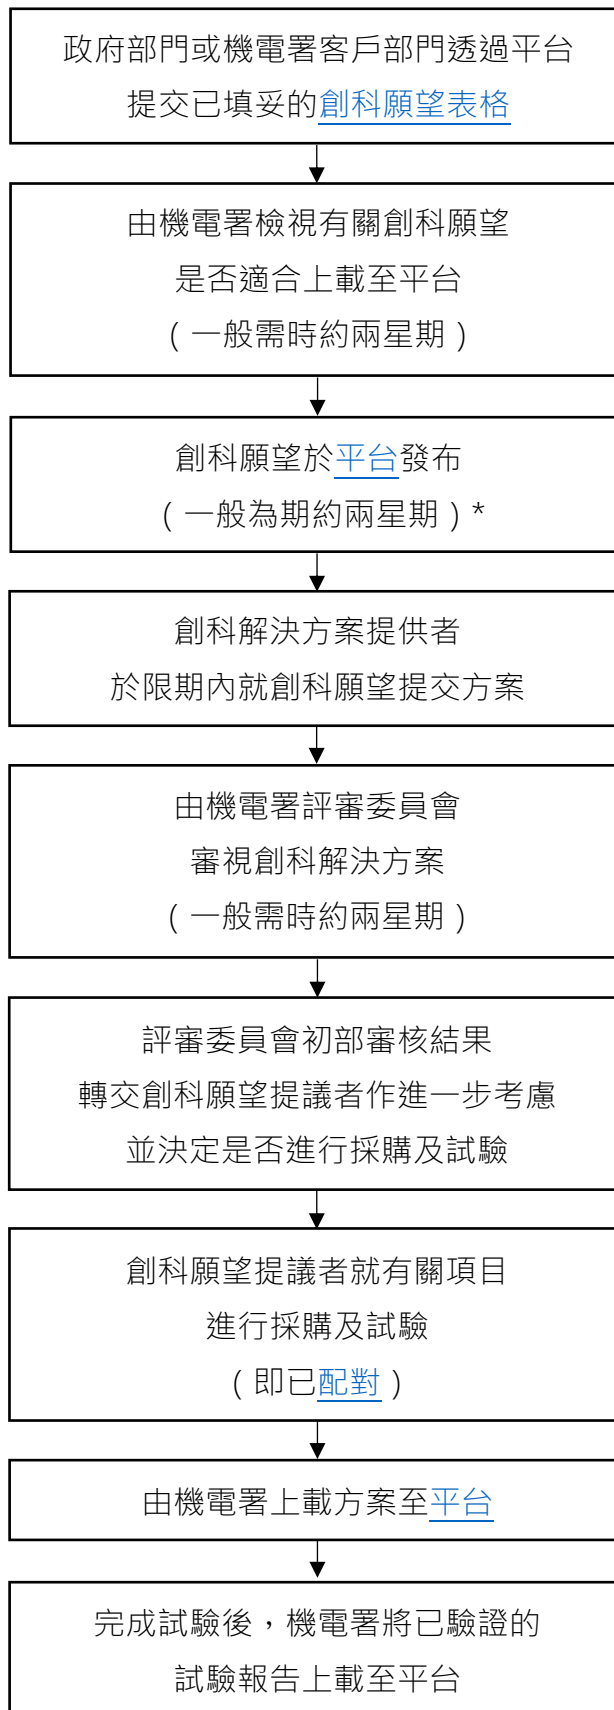 政府部門或機電署客戶部門透過平台
提交已填妥的創科願望表格
由機電署檢視有關創科願望
是否適合上載至平台
(一般需時約兩星期)
創科願望於平台發布
(一般為期約兩星期)*
創科解決方案提供者
於限期內就創科願望提交方案
由機電署評審委員會
審視創科解決方案
(一般需時約兩星期)
評審委員會初部審核結果
轉交創科願望提議者作進一步考慮
並決定是否進行採購及試驗
創科願望提議者就有關項目
進行採購及試驗
(即已配對)
由機電署上載方案至平台
完成試驗後，機電署將已驗證的
試驗報告上載至平台